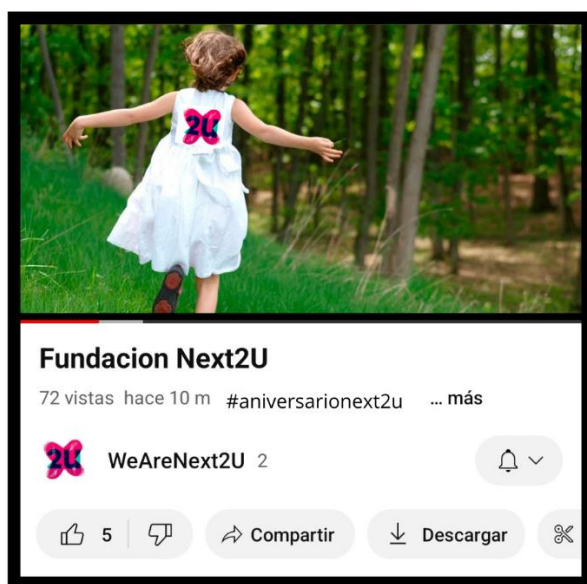 2U
Fundacion Next2U
72 vistas hace 10 m #aniversarionext2u ... más
2U WeAreNext2U 2
5 Compartir Descargar